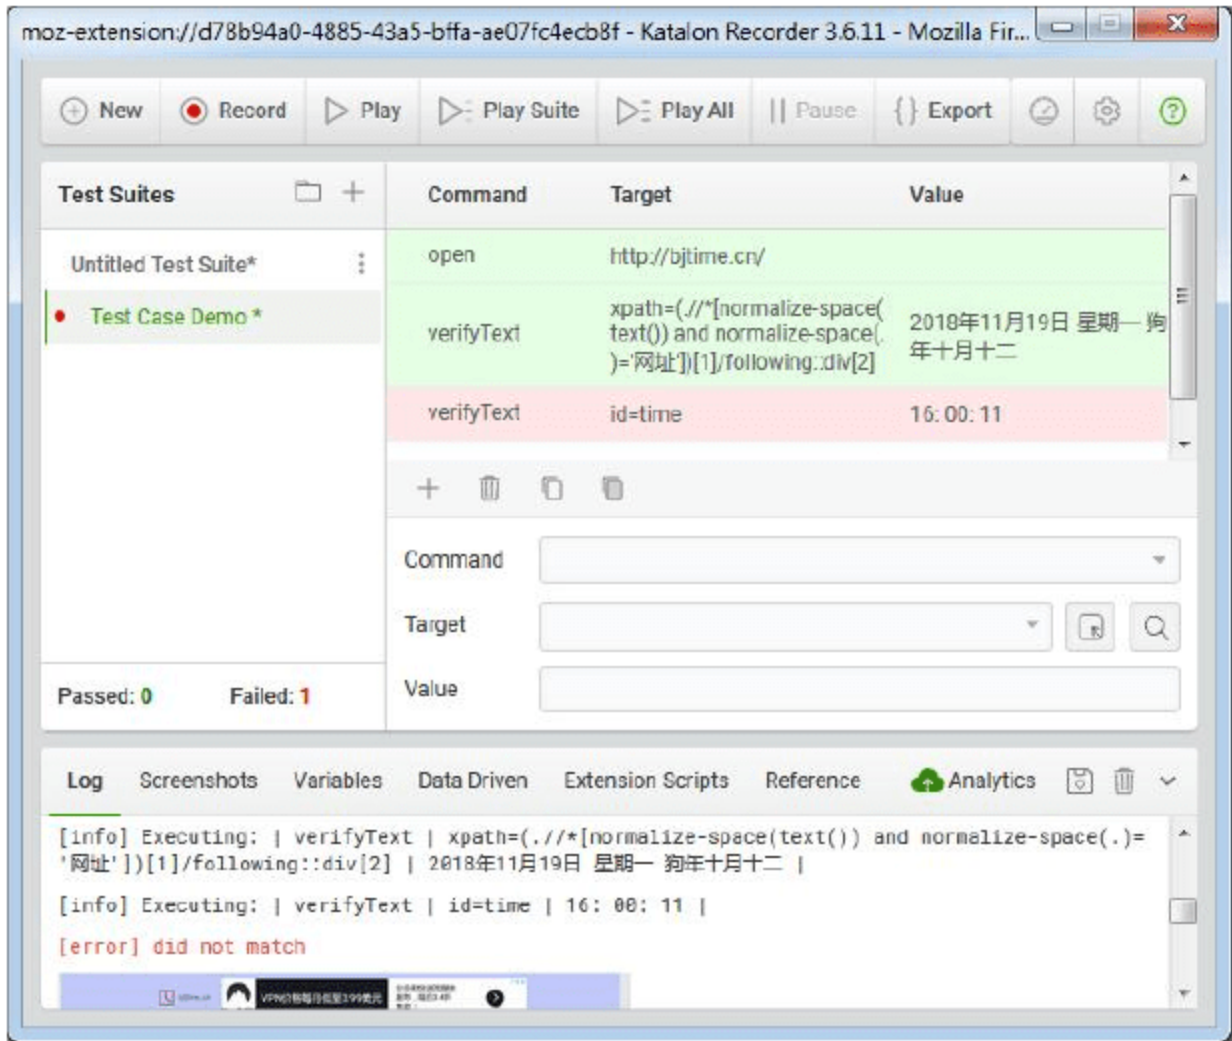 moz-extension://d78b94a0-4885-43a5-bffa-ae07fc4ecb8f - Katalon Recorder 3.6.11 - Mozilla Fir...
New Record Play Play Suite Play All Pause Export
Test Suites
Command Target Value
Untitled Test Suite*
Test Case Demo *
open http://bjtime.cn/
verifyText
xpath=(.//*[normalize-space(
text()) and normalize-space(.
)='网址'])[1]/following::div[2]
2018年11月19日 星期一 狗
年十月十二
verifyText id=time 16: 00: 11
Command
Target
Value
Passed: 0 Failed: 1
Log Screenshots Variables Data Driven Extension Scripts Reference Analytics
[info] Executing: | verifyText | xpath=(.//*[normalize-space(text()) and normalize-space(.)=
'网址'])[1]/following::div[2] | 2018年11月19日 星期一 狗年十月十二 |
[info] Executing: | verifyText | id=time | 16: 00: 11 |
[error] did not match